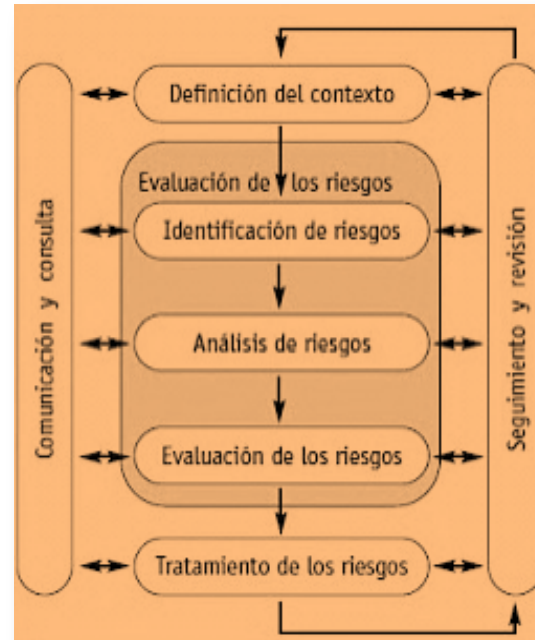 Definición del contexto
Evaluación de los riesgos
Identificación de riesgos
Análisis de riesgos
Evaluación de los riesgos
Tratamiento de los riesgos
Comunicación y consulta
Seguimiento y revisión